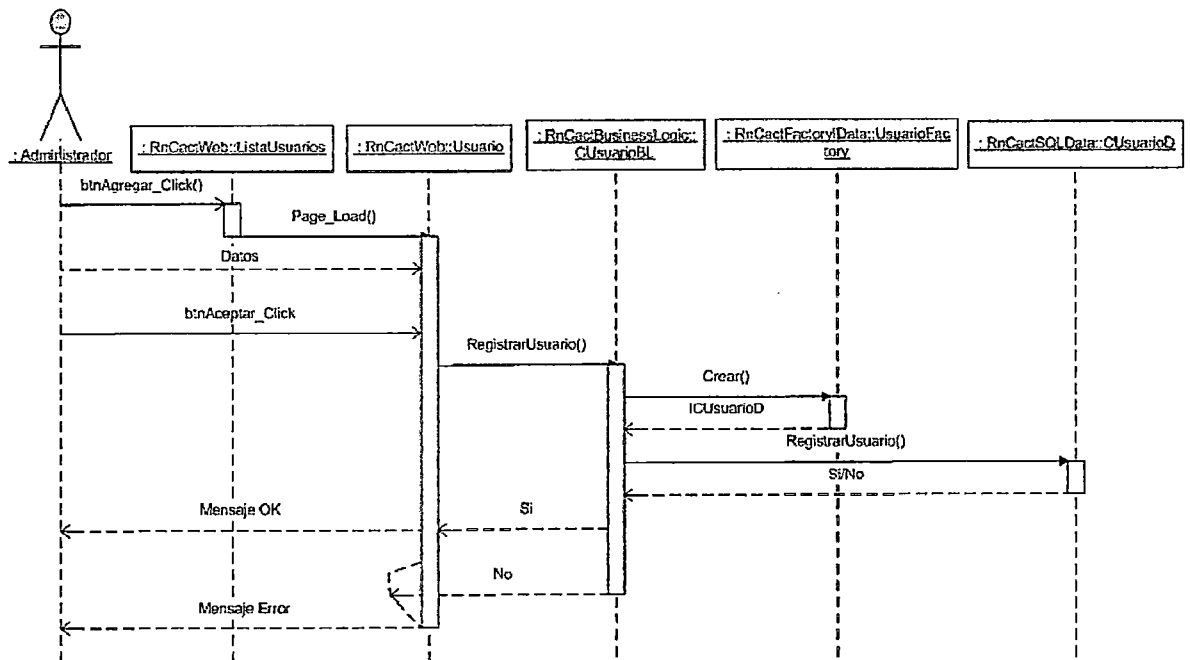 : Administrador
: RnCactWeb::ListaUsuarios
: RnCactWeb::Usuario
: RnCactBusinessLogic::
CUsuarioBL
: RnCactFactoryIData::UsuarioFac
tory
: RnCactSQLData::CUsuarioD
btnAgregar_Click()
Page_Load()
Datos
btnAceptar_Click
RegistrarUsuario()
Crear()
ICUsuarioD
RegistrarUsuario()
Si/No
Mensaje OK
Si
No
Mensaje Error